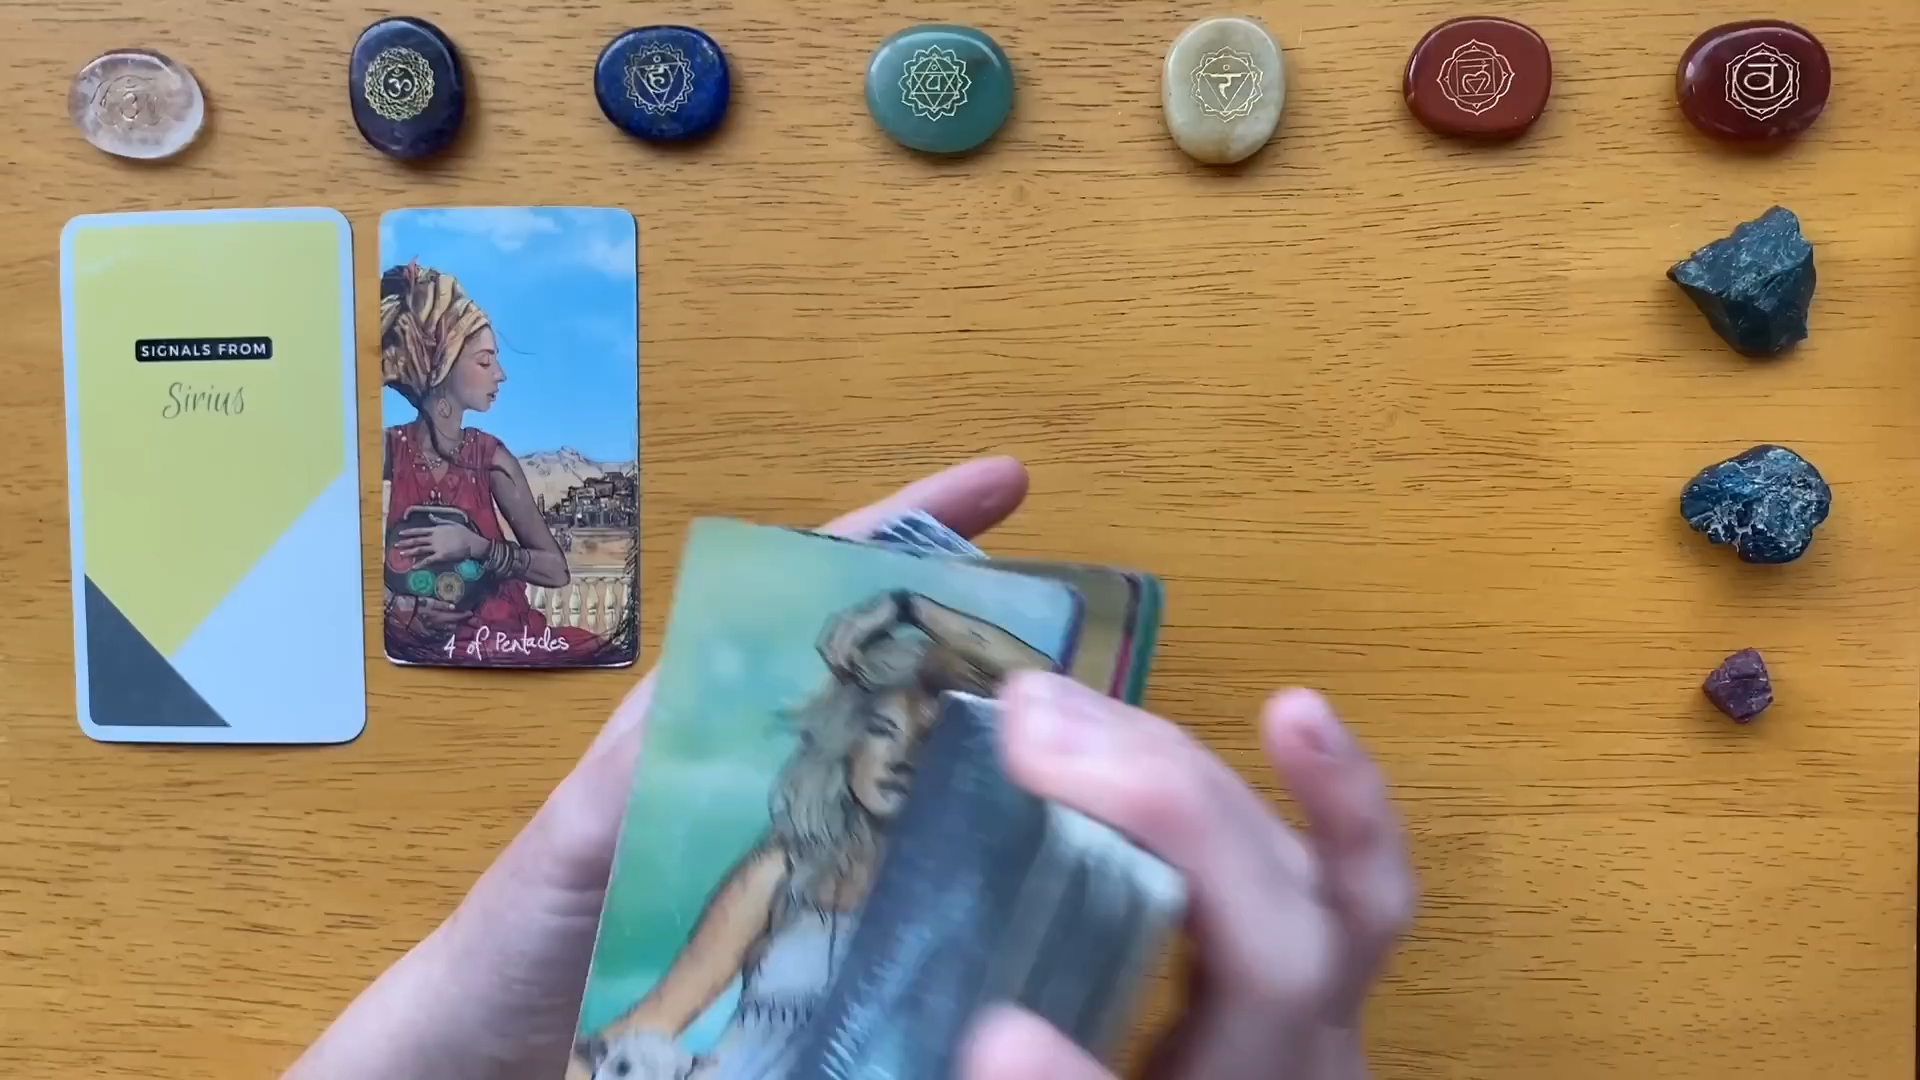 ॐ
ॐ
हं
यं
रं
लं
वं
SIGNALS FROM
Sirius
4 of Pentacles